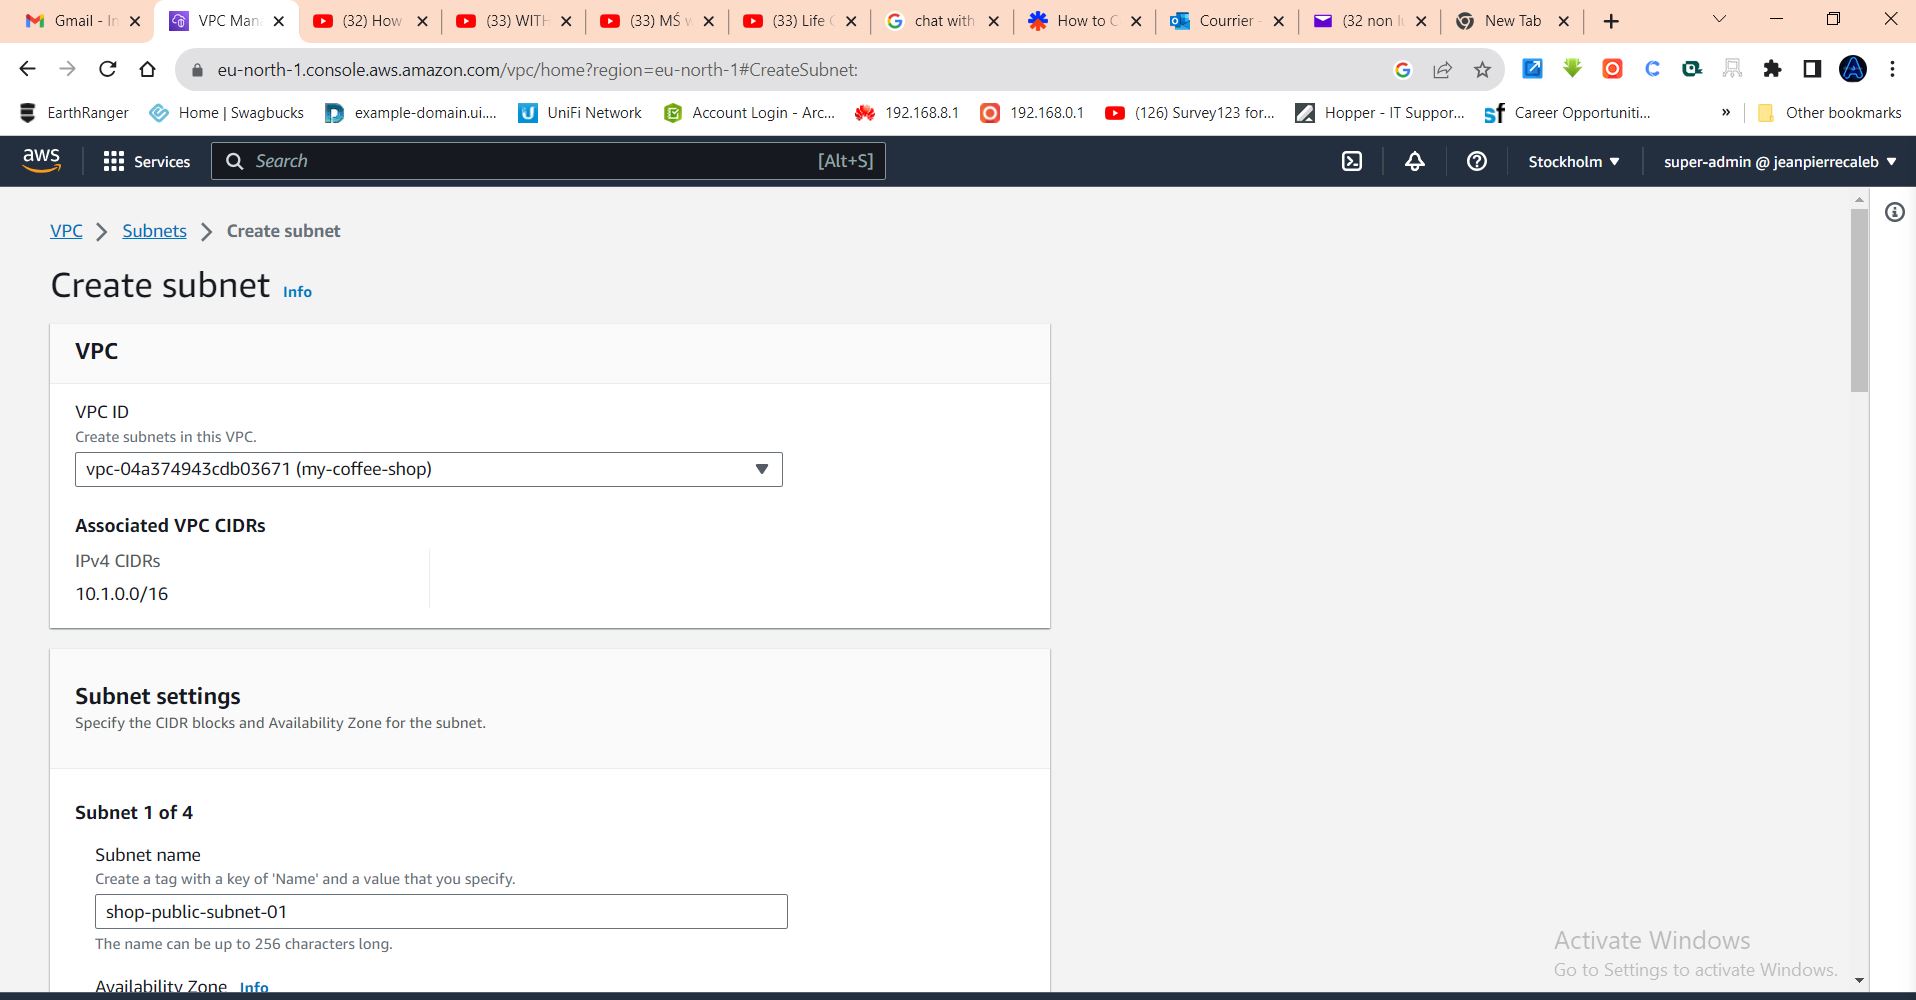 Gmail - In
VPC Mana
(32) How
(33) WITH
(33) MŚ w
(33) Life
chat with
How to C
Courrier -
(32 non l
New Tab
eu-north-1.console.aws.amazon.com/vpc/home?region=eu-north-1#CreateSubnet:
EarthRanger
Home | Swagbucks
example-domain.ui....
UniFi Network
Account Login - Arc...
192.168.8.1
192.168.0.1
(126) Survey123 for...
Hopper - IT Suppor...
Career Opportuniti...
»
Other bookmarks
aws
Services
Search
[Alt+S]
Stockholm
super-admin @ jeanpierrecaleb
VPC
Subnets
Create subnet
Create subnet Info
VPC
VPC ID
Create subnets in this VPC.
vpc-04a374943cdb03671 (my-coffee-shop)
Associated VPC CIDRs
IPv4 CIDRs
10.1.0.0/16
Subnet settings
Specify the CIDR blocks and Availability Zone for the subnet.
Subnet 1 of 4
Subnet name
Create a tag with a key of 'Name' and a value that you specify.
shop-public-subnet-01
The name can be up to 256 characters long.
Availability Zone Info
Activate Windows
Go to Settings to activate Windows.